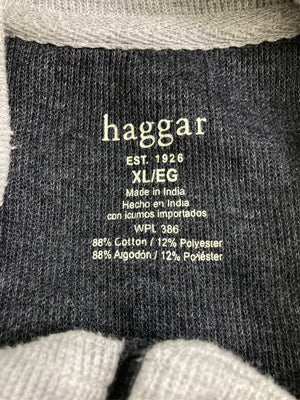 haggar
EST. 1926
XL/EG
Made in India
Hecho en India
con icumos importados
WPL 386
88% Cotton / 12% Polyester
88% Algodón / 12% Poliéster